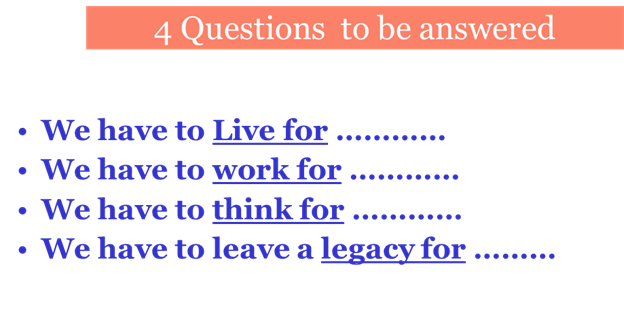 4 Questions  to be answered
• We have to Live for ............
• We have to work for ............
• We have to think for ............
• We have to leave a legacy for .........